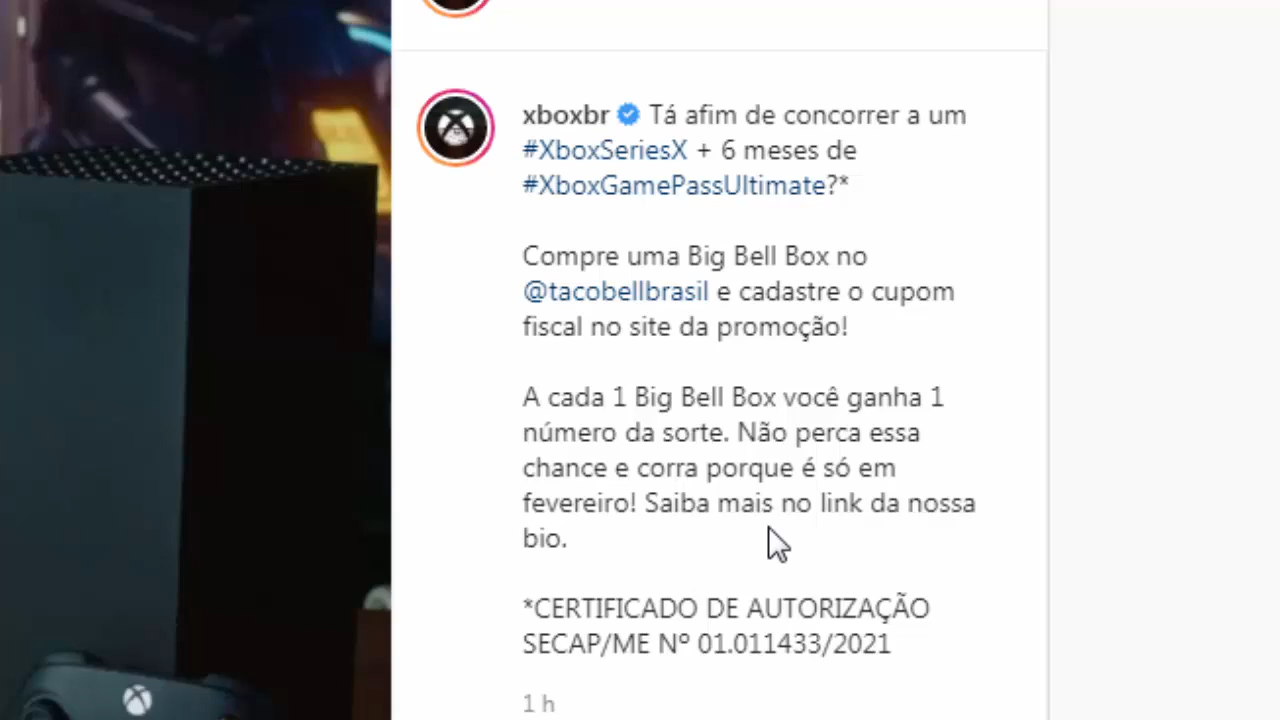 xboxbr Tá afim de concorrer a um
#XboxSeriesX + 6 meses de
#XboxGamePassUltimate?*
Compre uma Big Bell Box no
@tacobellbrasil e cadastre o cupom
fiscal no site da promoção!
A cada 1 Big Bell Box você ganha 1
número da sorte. Não perca essa
chance e corra porque é só em
fevereiro! Saiba mais no link da nossa
bio.
*CERTIFICADO DE AUTORIZAÇÃO
SECAP/ME Nº 01.011433/2021
1 h